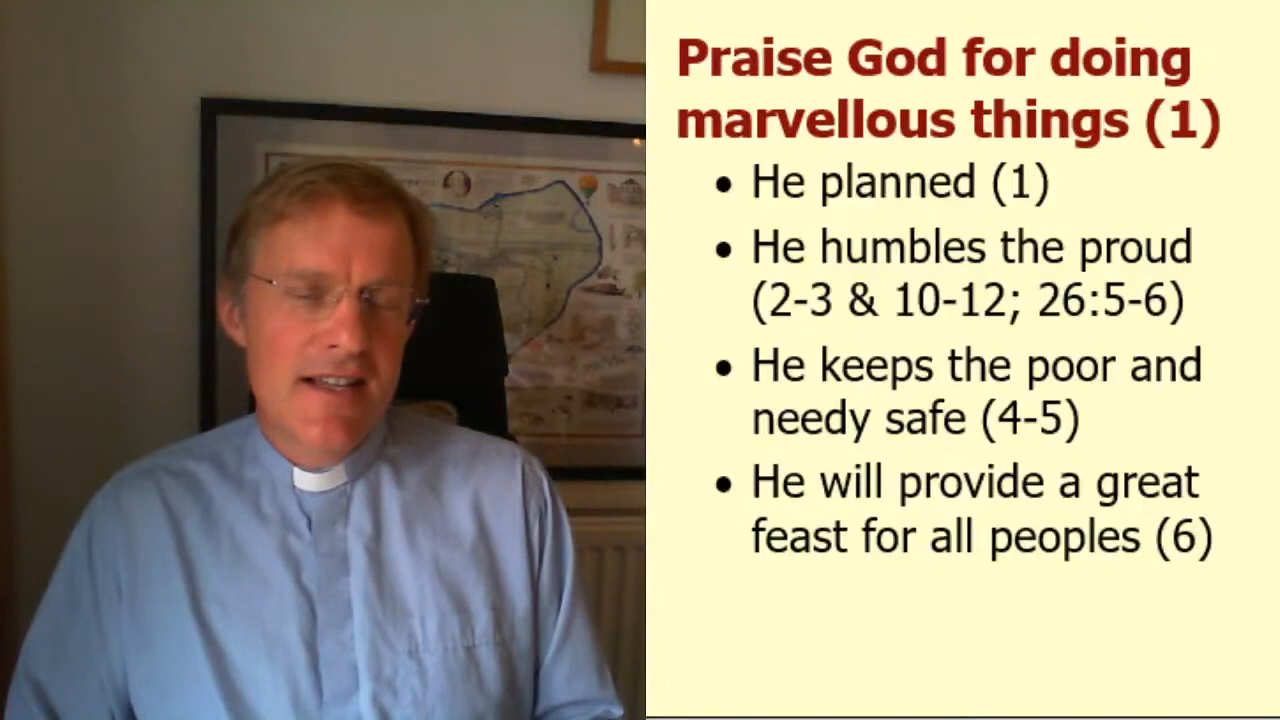 Praise God for doing
marvellous things (1)
• He planned (1)
• He humbles the proud
(2-3 & 10-12; 26:5-6)
• He keeps the poor and
needy safe (4-5)
• He will provide a great
feast for all peoples (6)